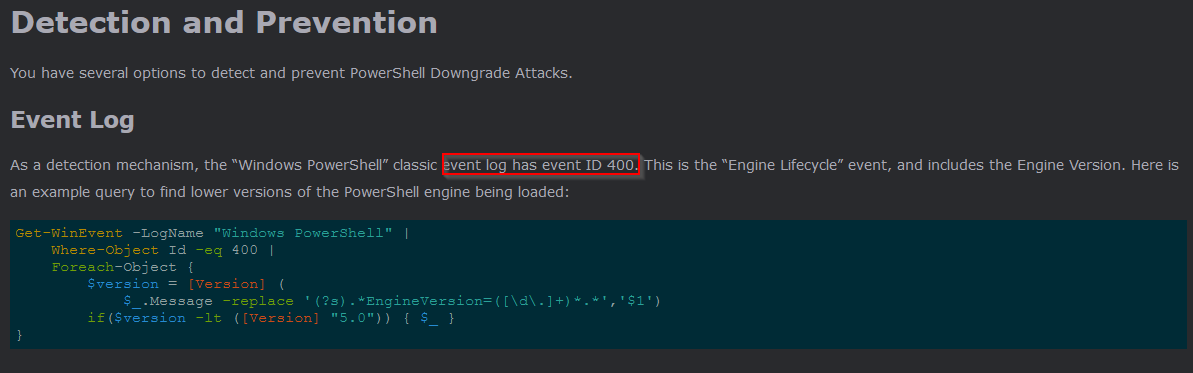 Detection and Prevention
You have several options to detect and prevent PowerShell Downgrade Attacks.
Event Log
As a detection mechanism, the “Windows PowerShell” classic event log has event ID 400. This is the “Engine Lifecycle” event, and includes the Engine Version. Here is
an example query to find lower versions of the PowerShell engine being loaded:
Get-WinEvent -LogName "Windows PowerShell" |
    Where-Object Id -eq 400 |
    Foreach-Object {
        $version = [Version] (
            $_.Message -replace '(?s).*EngineVersion=([\d\.]+)*.*','$1')
        if($version -lt ([Version] "5.0")) { $_ }
}